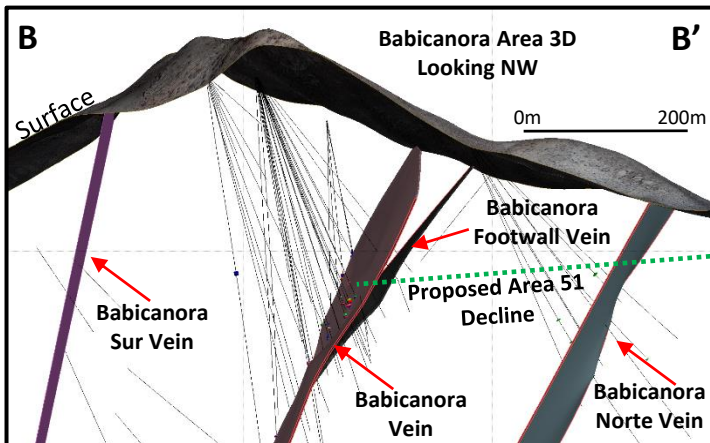 B
Babicanora Area 3D
Looking NW
B’
Surface
0m
200m
Babicanora
Footwall Vein
Proposed Area 51
Decline
Babicanora
Sur Vein
Babicanora
Vein
Babicanora
Norte Vein